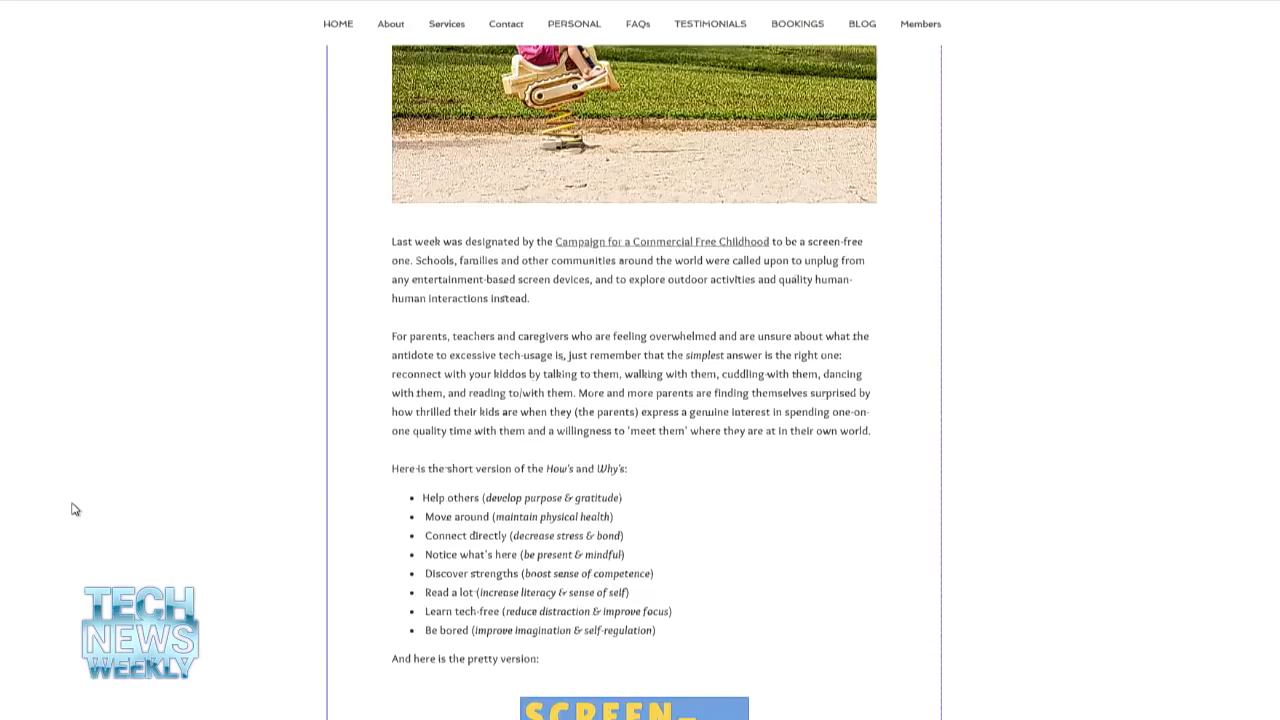 HOME About Services Contact PERSONAL FAQs TESTIMONIALS BOOKINGS BLOG Members
Last week was designated by the Campaign for a Commercial Free Childhood to be a screen-free
one. Schools, families and other communities around the world were called upon to unplug from
any entertainment-based screen devices, and to explore outdoor activities and quality human-
human interactions instead.
For parents, teachers and caregivers who are feeling overwhelmed and are unsure about what the
antidote to excessive tech-usage is, just remember that the simplest answer is the right one:
reconnect with your kiddos by talking to them, walking with them, cuddling with them, dancing
with them, and reading to/with them. More and more parents are finding themselves surprised by
how thrilled their kids are when they (the parents) express a genuine interest in spending one-on-
one quality time with them and a willingness to 'meet them' where they are at in their own world.
Here is the short version of the How's and Why's:
• Help others (develop purpose & gratitude)
• Move around (maintain physical health)
• Connect directly (decrease stress & bond)
• Notice what's here (be present & mindful)
• Discover strengths (boost sense of competence)
• Read a lot (increase literacy & sense of self)
• Learn tech-free (reduce distraction & improve focus)
• Be bored (improve imagination & self-regulation)
And here is the pretty version:
SCREEN-
TECH
NEWS
WEEKLY